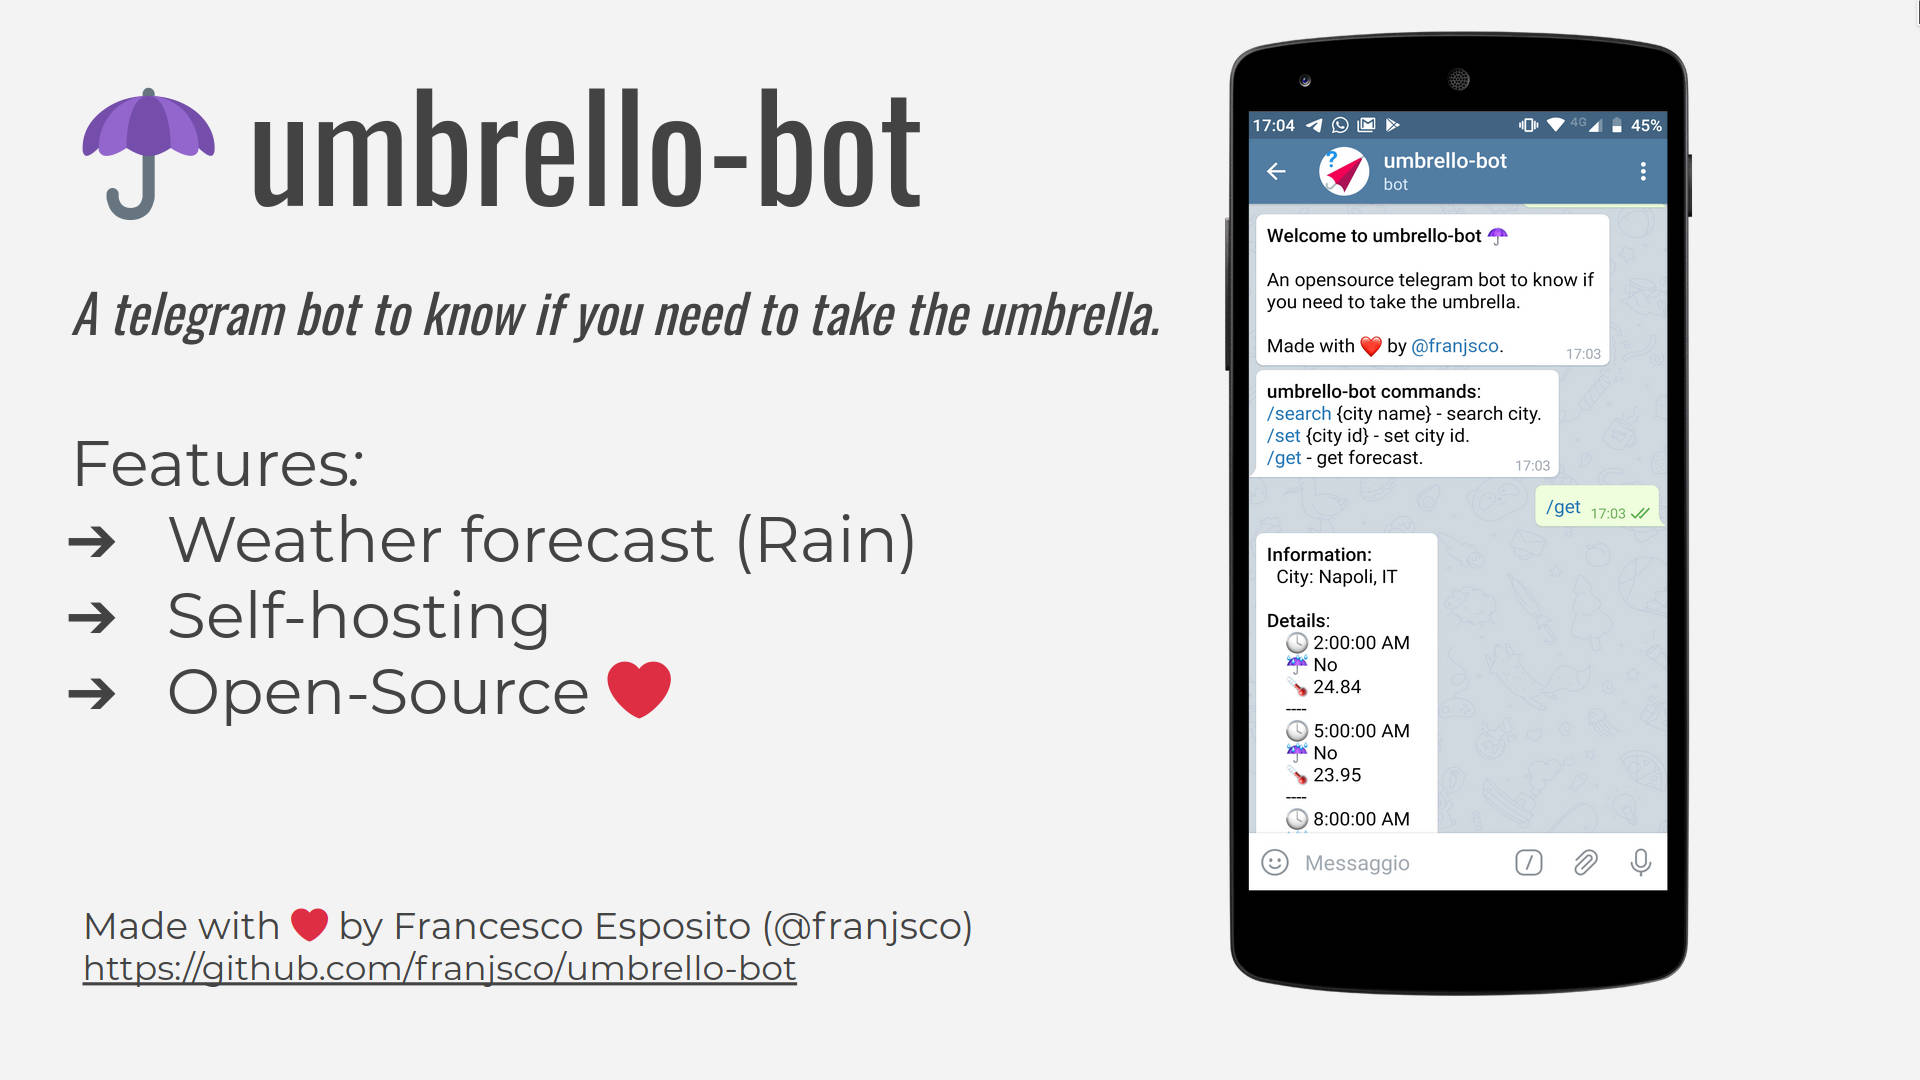 umbrello-bot
A telegram bot to know if you need to take the umbrella.
Features:
➔ Weather forecast (Rain)
➔ Self-hosting
➔ Open-Source ❤
Made with ❤ by Francesco Esposito (@franjsco)
https://github.com/franjsco/umbrello-bot
17:04 4G 45%
umbrello-bot
bot
Welcome to umbrello-bot ☂
An opensource telegram bot to know if
you need to take the umbrella.
Made with ❤ by @franjsco.
17:03
umbrello-bot commands:
/search {city name} - search city.
/set {city id} - set city id.
/get - get forecast.
17:03
/get 17:03
Information:
City: Napoli, IT
Details:
🕒 2:00:00 AM
☔ No
🌡 24.84
----
🕒 5:00:00 AM
☔ No
🌡 23.95
----
🕒 8:00:00 AM
Messaggio